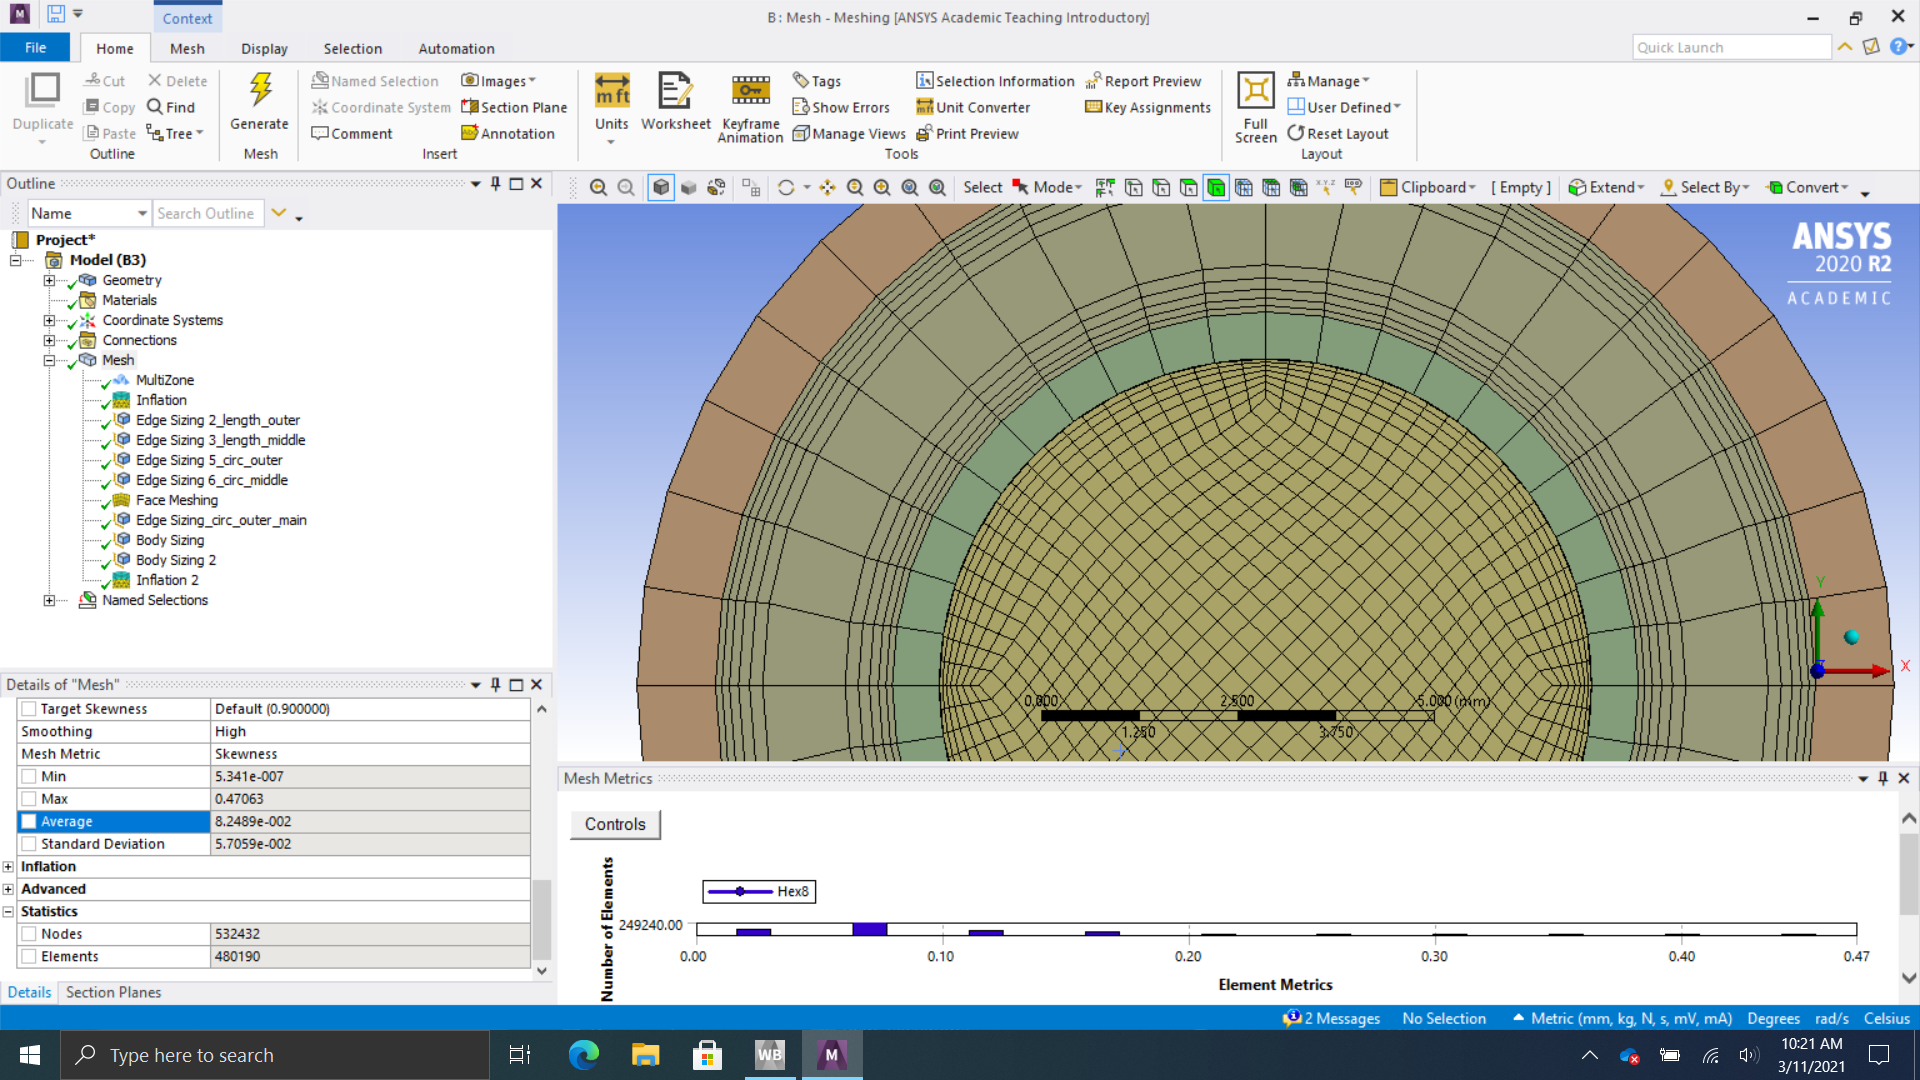 Context
B : Mesh - Meshing [ANSYS Academic Teaching Introductory]
File
Home
Mesh
Display
Selection
Automation
Quick Launch
Duplicate
Cut
Delete
Copy
Find
Paste
Tree
Outline
Generate
Mesh
Named Selection
Images
Coordinate System
Section Plane
Comment
Annotation
Insert
Units
Worksheet
Keyframe
Animation
Tags
Selection Information
Report Preview
Show Errors
Unit Converter
Key Assignments
Manage Views
Print Preview
Tools
Full
Screen
Manage
User Defined
Reset Layout
Layout
Outline
Name
Search Outline
Select
Mode
Clipboard
[ Empty ]
Extend
Select By
Convert
Project*
Model (B3)
Geometry
Materials
Coordinate Systems
Connections
Mesh
MultiZone
Inflation
Edge Sizing 2_length_outer
Edge Sizing 3_length_middle
Edge Sizing 5_circ_outer
Edge Sizing 6_circ_middle
Face Meshing
Edge Sizing_circ_outer_main
Body Sizing
Body Sizing 2
Inflation 2
Named Selections
ANSYS
2020 R2
ACADEMIC
Y
X
Z
0.000
2.500
5.000 (mm)
1.250
3.750
Details of "Mesh"
Target Skewness
Default (0.900000)
Smoothing
High
Mesh Metric
Skewness
Min
5.341e-007
Max
0.47063
Average
8.2489e-002
Standard Deviation
5.7059e-002
Inflation
Advanced
Statistics
Nodes
532432
Elements
480190
Details
Section Planes
Mesh Metrics
Controls
Number of Elements
Hex8
249240.00
0.00
0.10
0.20
0.30
0.40
0.47
Element Metrics
2 Messages
No Selection
Metric (mm, kg, N, s, mV, mA)
Degrees
rad/s
Celsius
Type here to search
WB
M
10:21 AM
3/11/2021